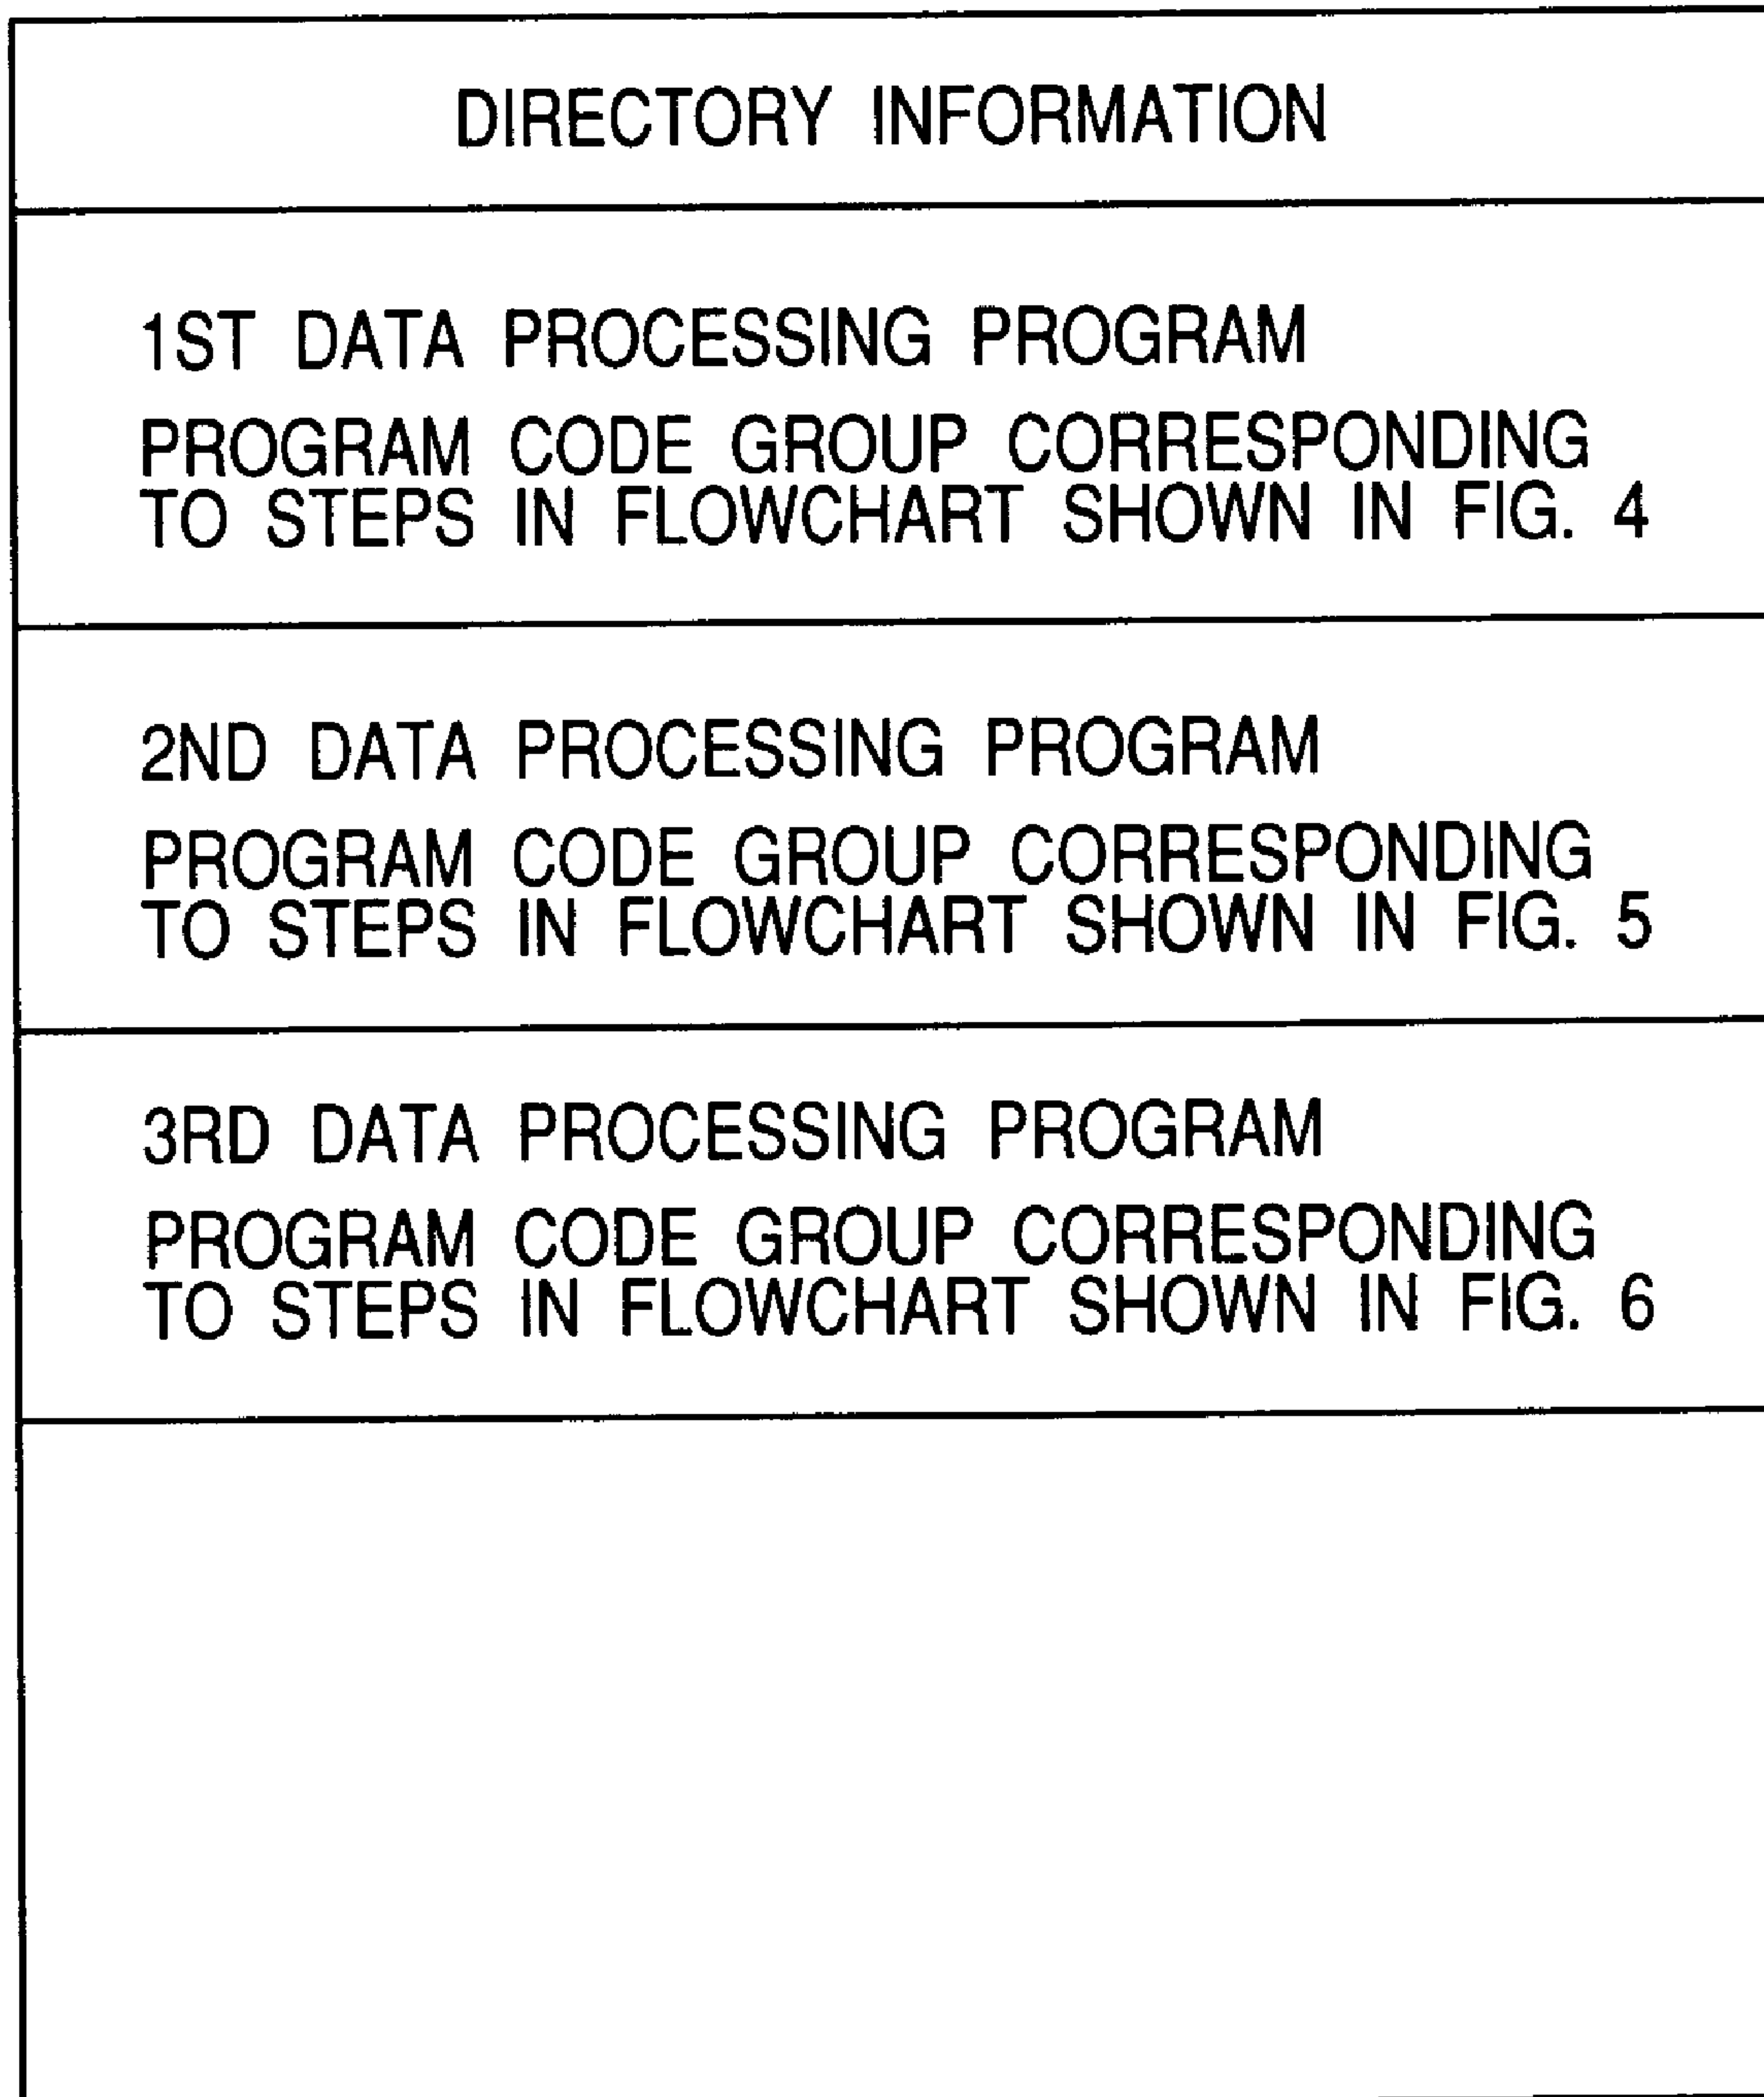 DIRECTORY INFORMATION
1ST DATA PROCESSING PROGRAM
PROGRAM CODE GROUP CORRESPONDING
TO STEPS IN FLOWCHART SHOWN IN FIG. 4
2ND DATA PROCESSING PROGRAM
PROGRAM CODE GROUP CORRESPONDING
TO STEPS IN FLOWCHART SHOWN IN FIG. 5
3RD DATA PROCESSING PROGRAM
PROGRAM CODE GROUP CORRESPONDING
TO STEPS IN FLOWCHART SHOWN IN FIG. 6